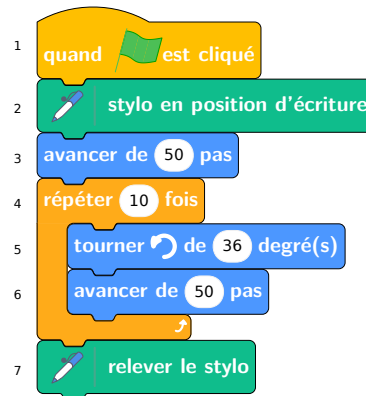 1 quand est cliqué
2 stylo en position d'écriture
3 avancer de 50 pas
4 répéter 10 fois
5 tourner de 36 degré(s)
6 avancer de 50 pas
7 relever le stylo